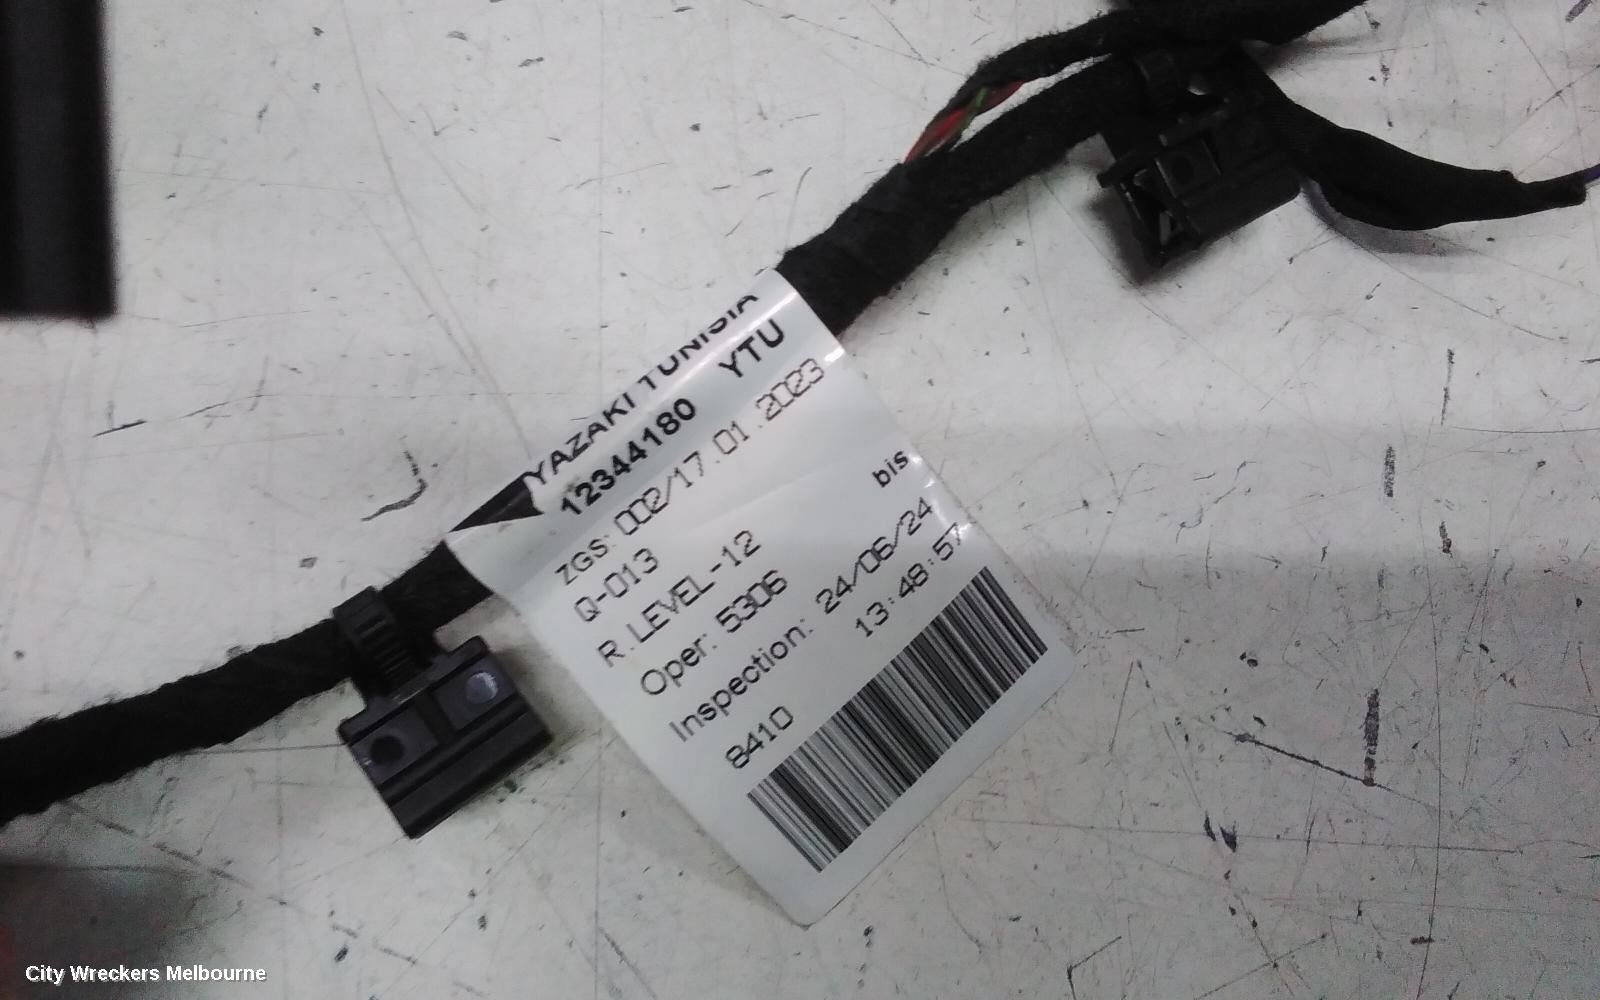 YAZAKI TUNISIA
12344180 YTU
ZGS: 002/17.01.2023
Q-013 bis
R.LEVEL-12
Oper: 5306
Inspection: 24/06/24
13:48:57
8410
City Wreckers Melbourne